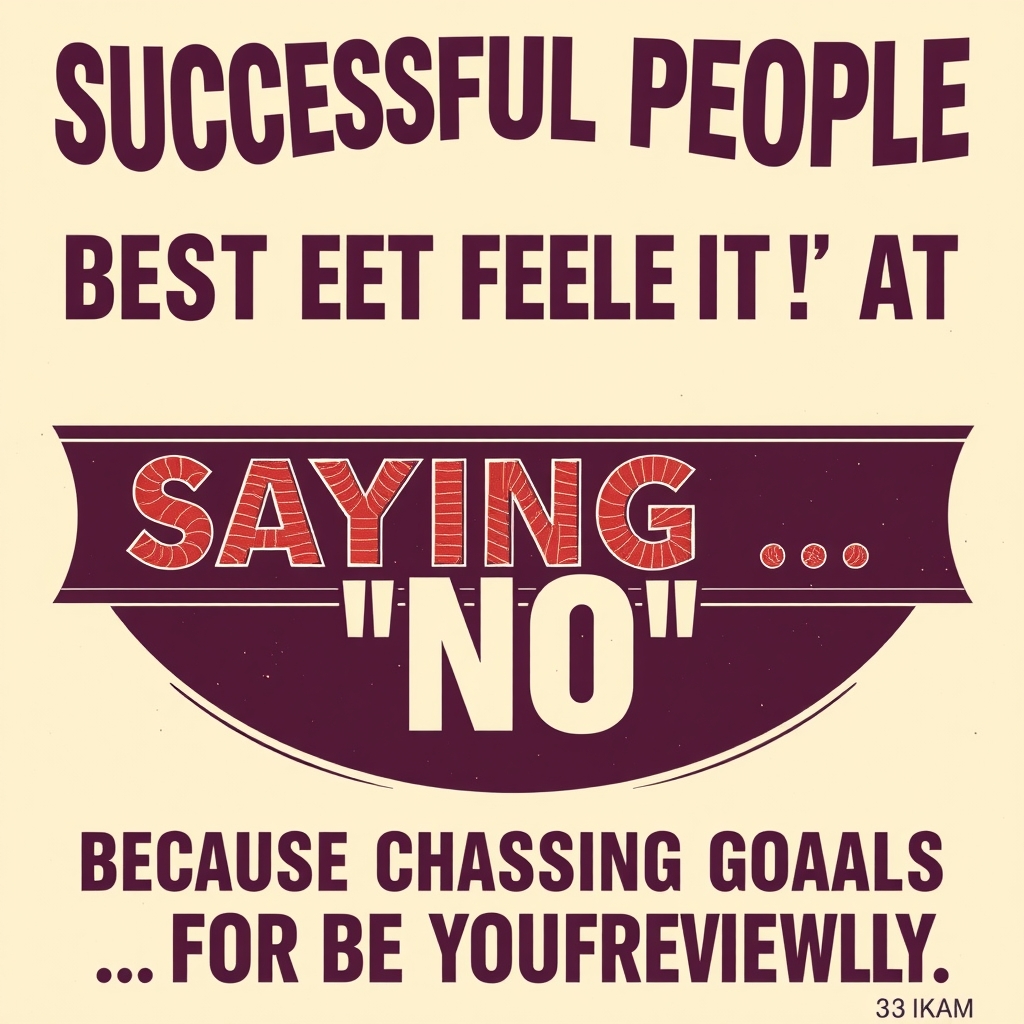 SUCCESSFUL PEOPLE
BEST EET FEELE IT !’ AT
SAYING ...
"NO"
BECAUSE CHASSING GOAALS
... FOR BE YOUFREVIEWLLY.
33 IKAM